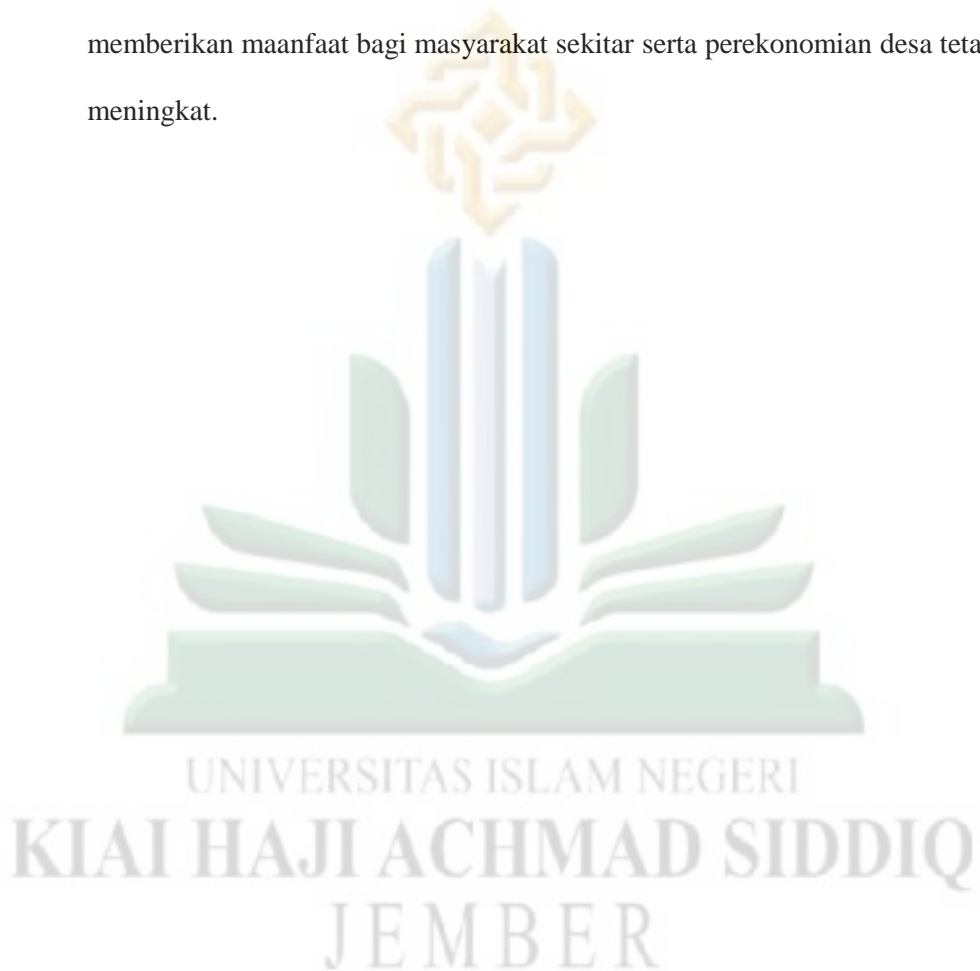 memberikan maanfaat bagi masyarakat sekitar serta perekonomian desa teta
meningkat.
UNIVERSITAS ISLAM NEGERI
KIAI HAJI ACHMAD SIDDIQ
JEMBER